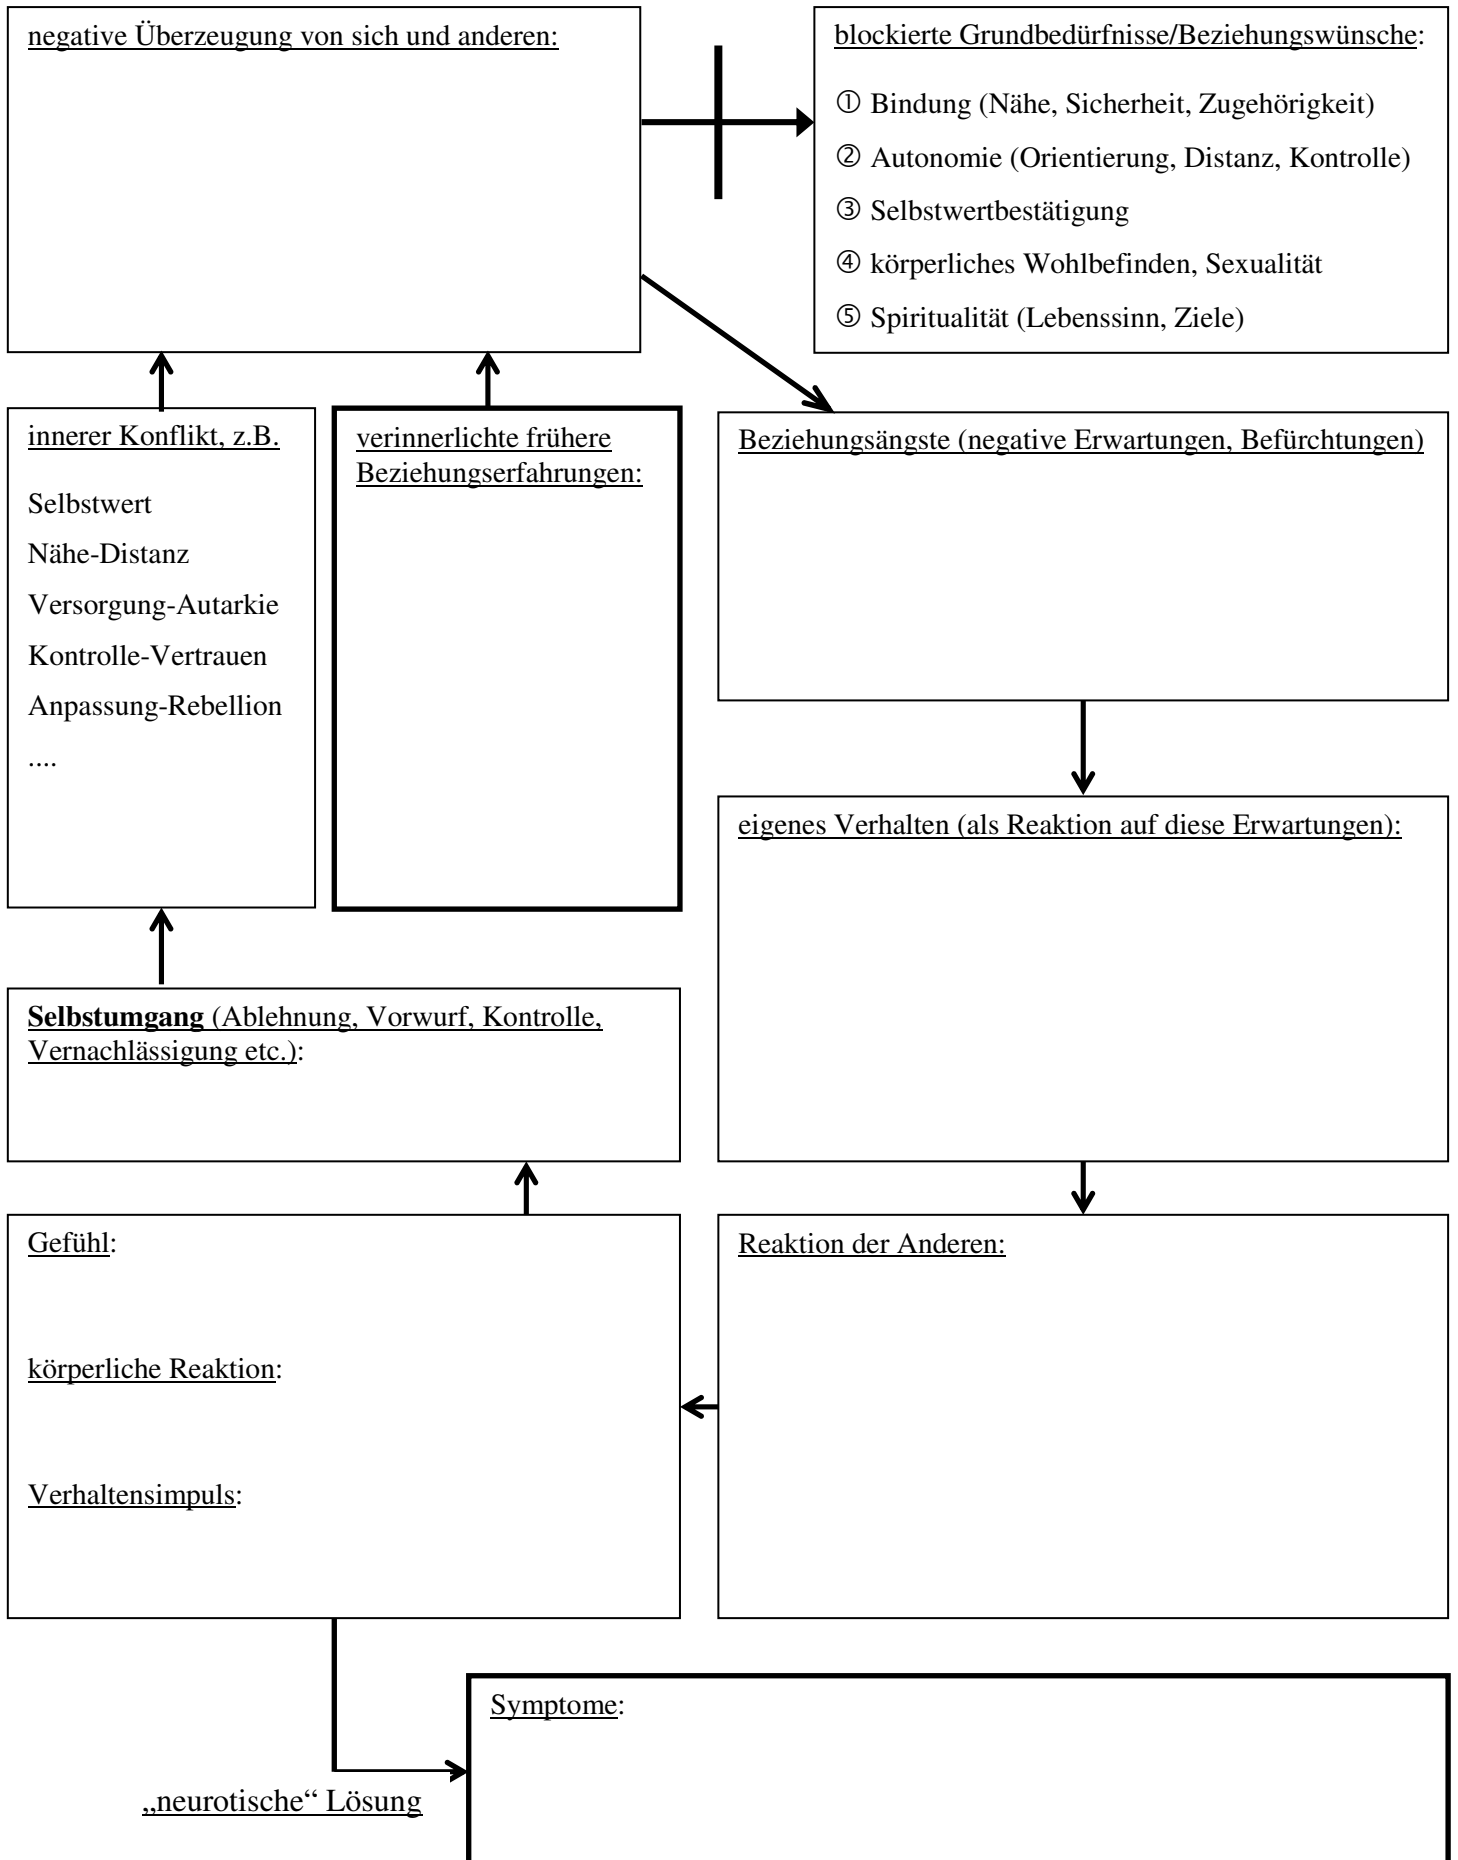 negative Überzeugung von sich und anderen:
blockierte Grundbedürfnisse/Beziehungswünsche:
① Bindung (Nähe, Sicherheit, Zugehörigkeit)
② Autonomie (Orientierung, Distanz, Kontrolle)
③ Selbstwertbestätigung
④ körperliches Wohlbefinden, Sexualität
⑤ Spiritualität (Lebenssinn, Ziele)
innerer Konflikt, z.B.
Selbstwert
Nähe-Distanz
Versorgung-Autarkie
Kontrolle-Vertrauen
Anpassung-Rebellion
....
verinnerlichte frühere
Beziehungserfahrungen:
Beziehungsängste (negative Erwartungen, Befürchtungen)
eigenes Verhalten (als Reaktion auf diese Erwartungen):
Selbstumgang (Ablehnung, Vorwurf, Kontrolle,
Vernachlässigung etc.):
Gefühl:
körperliche Reaktion:
Verhaltensimpuls:
Reaktion der Anderen:
Symptome:
„neurotische“ Lösung